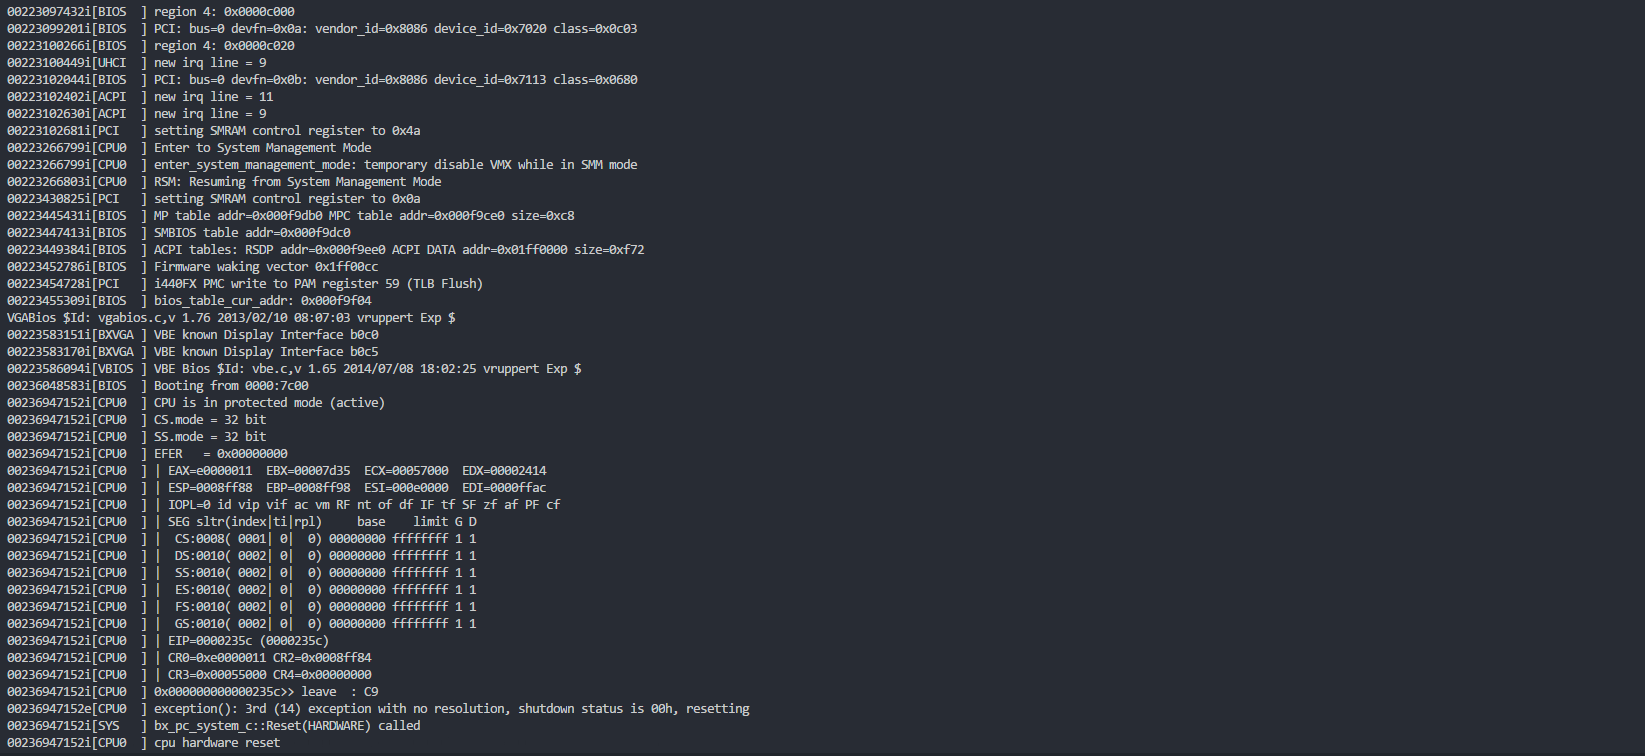 00223097432i[BIOS  ] region 4: 0x0000c000
00223099201i[BIOS  ] PCI: bus=0 devfn=0x0a: vendor_id=0x8086 device_id=0x7020 class=0x0c03
00223100266i[BIOS  ] region 4: 0x0000c020
00223100449i[UHCI  ] new irq line = 9
00223102044i[BIOS  ] PCI: bus=0 devfn=0x0b: vendor_id=0x8086 device_id=0x7113 class=0x0680
00223102402i[ACPI  ] new irq line = 11
00223102630i[ACPI  ] new irq line = 9
00223102681i[PCI   ] setting SMRAM control register to 0x4a
00223266799i[CPU0  ] Enter to System Management Mode
00223266799i[CPU0  ] enter_system_management_mode: temporary disable VMX while in SMM mode
00223266803i[CPU0  ] RSM: Resuming from System Management Mode
00223430825i[PCI   ] setting SMRAM control register to 0x0a
00223445431i[BIOS  ] MP table addr=0x000f9db0 MPC table addr=0x000f9ce0 size=0xc8
00223447413i[BIOS  ] SMBIOS table addr=0x000f9dc0
00223449384i[BIOS  ] ACPI tables: RSDP addr=0x000f9ee0 ACPI DATA addr=0x01ff0000 size=0xf72
00223452786i[BIOS  ] Firmware waking vector 0x1ff00cc
00223454728i[PCI   ] i440FX PMC write to PAM register 59 (TLB Flush)
00223455309i[BIOS  ] bios_table_cur_addr: 0x000f9f04
VGABios $Id: vgabios.c,v 1.76 2013/02/10 08:07:03 vruppert Exp $
00223583151i[BXVGA ] VBE known Display Interface b0c0
00223583170i[BXVGA ] VBE known Display Interface b0c5
00223586094i[VBIOS ] VBE Bios $Id: vbe.c,v 1.65 2014/07/08 18:02:25 vruppert Exp $
00236048583i[BIOS  ] Booting from 0000:7c00
00236947152i[CPU0  ] CPU is in protected mode (active)
00236947152i[CPU0  ] CS.mode = 32 bit
00236947152i[CPU0  ] SS.mode = 32 bit
00236947152i[CPU0  ] EFER   = 0x00000000
00236947152i[CPU0  ] | EAX=e0000011  EBX=00007d35  ECX=00057000  EDX=00002414
00236947152i[CPU0  ] | ESP=0008ff88  EBP=0008ff98  ESI=000e0000  EDI=0000ffac
00236947152i[CPU0  ] | IOPL=0 id vip vif ac vm RF nt of df IF tf SF zf af PF cf
00236947152i[CPU0  ] | SEG sltr(index|ti|rpl)     base    limit G D
00236947152i[CPU0  ] |  CS:0008( 0001| 0|  0) 00000000 ffffffff 1 1
00236947152i[CPU0  ] |  DS:0010( 0002| 0|  0) 00000000 ffffffff 1 1
00236947152i[CPU0  ] |  SS:0010( 0002| 0|  0) 00000000 ffffffff 1 1
00236947152i[CPU0  ] |  ES:0010( 0002| 0|  0) 00000000 ffffffff 1 1
00236947152i[CPU0  ] |  FS:0010( 0002| 0|  0) 00000000 ffffffff 1 1
00236947152i[CPU0  ] |  GS:0010( 0002| 0|  0) 00000000 ffffffff 1 1
00236947152i[CPU0  ] | EIP=0000235c (0000235c)
00236947152i[CPU0  ] | CR0=0xe0000011 CR2=0x0008ff84
00236947152i[CPU0  ] | CR3=0x00055000 CR4=0x00000000
00236947152i[CPU0  ] 0x000000000000235c>> leave  : C9
00236947152e[CPU0  ] exception(): 3rd (14) exception with no resolution, shutdown status is 00h, resetting
00236947152i[SYS   ] bx_pc_system_c::Reset(HARDWARE) called
00236947152i[CPU0  ] cpu hardware reset